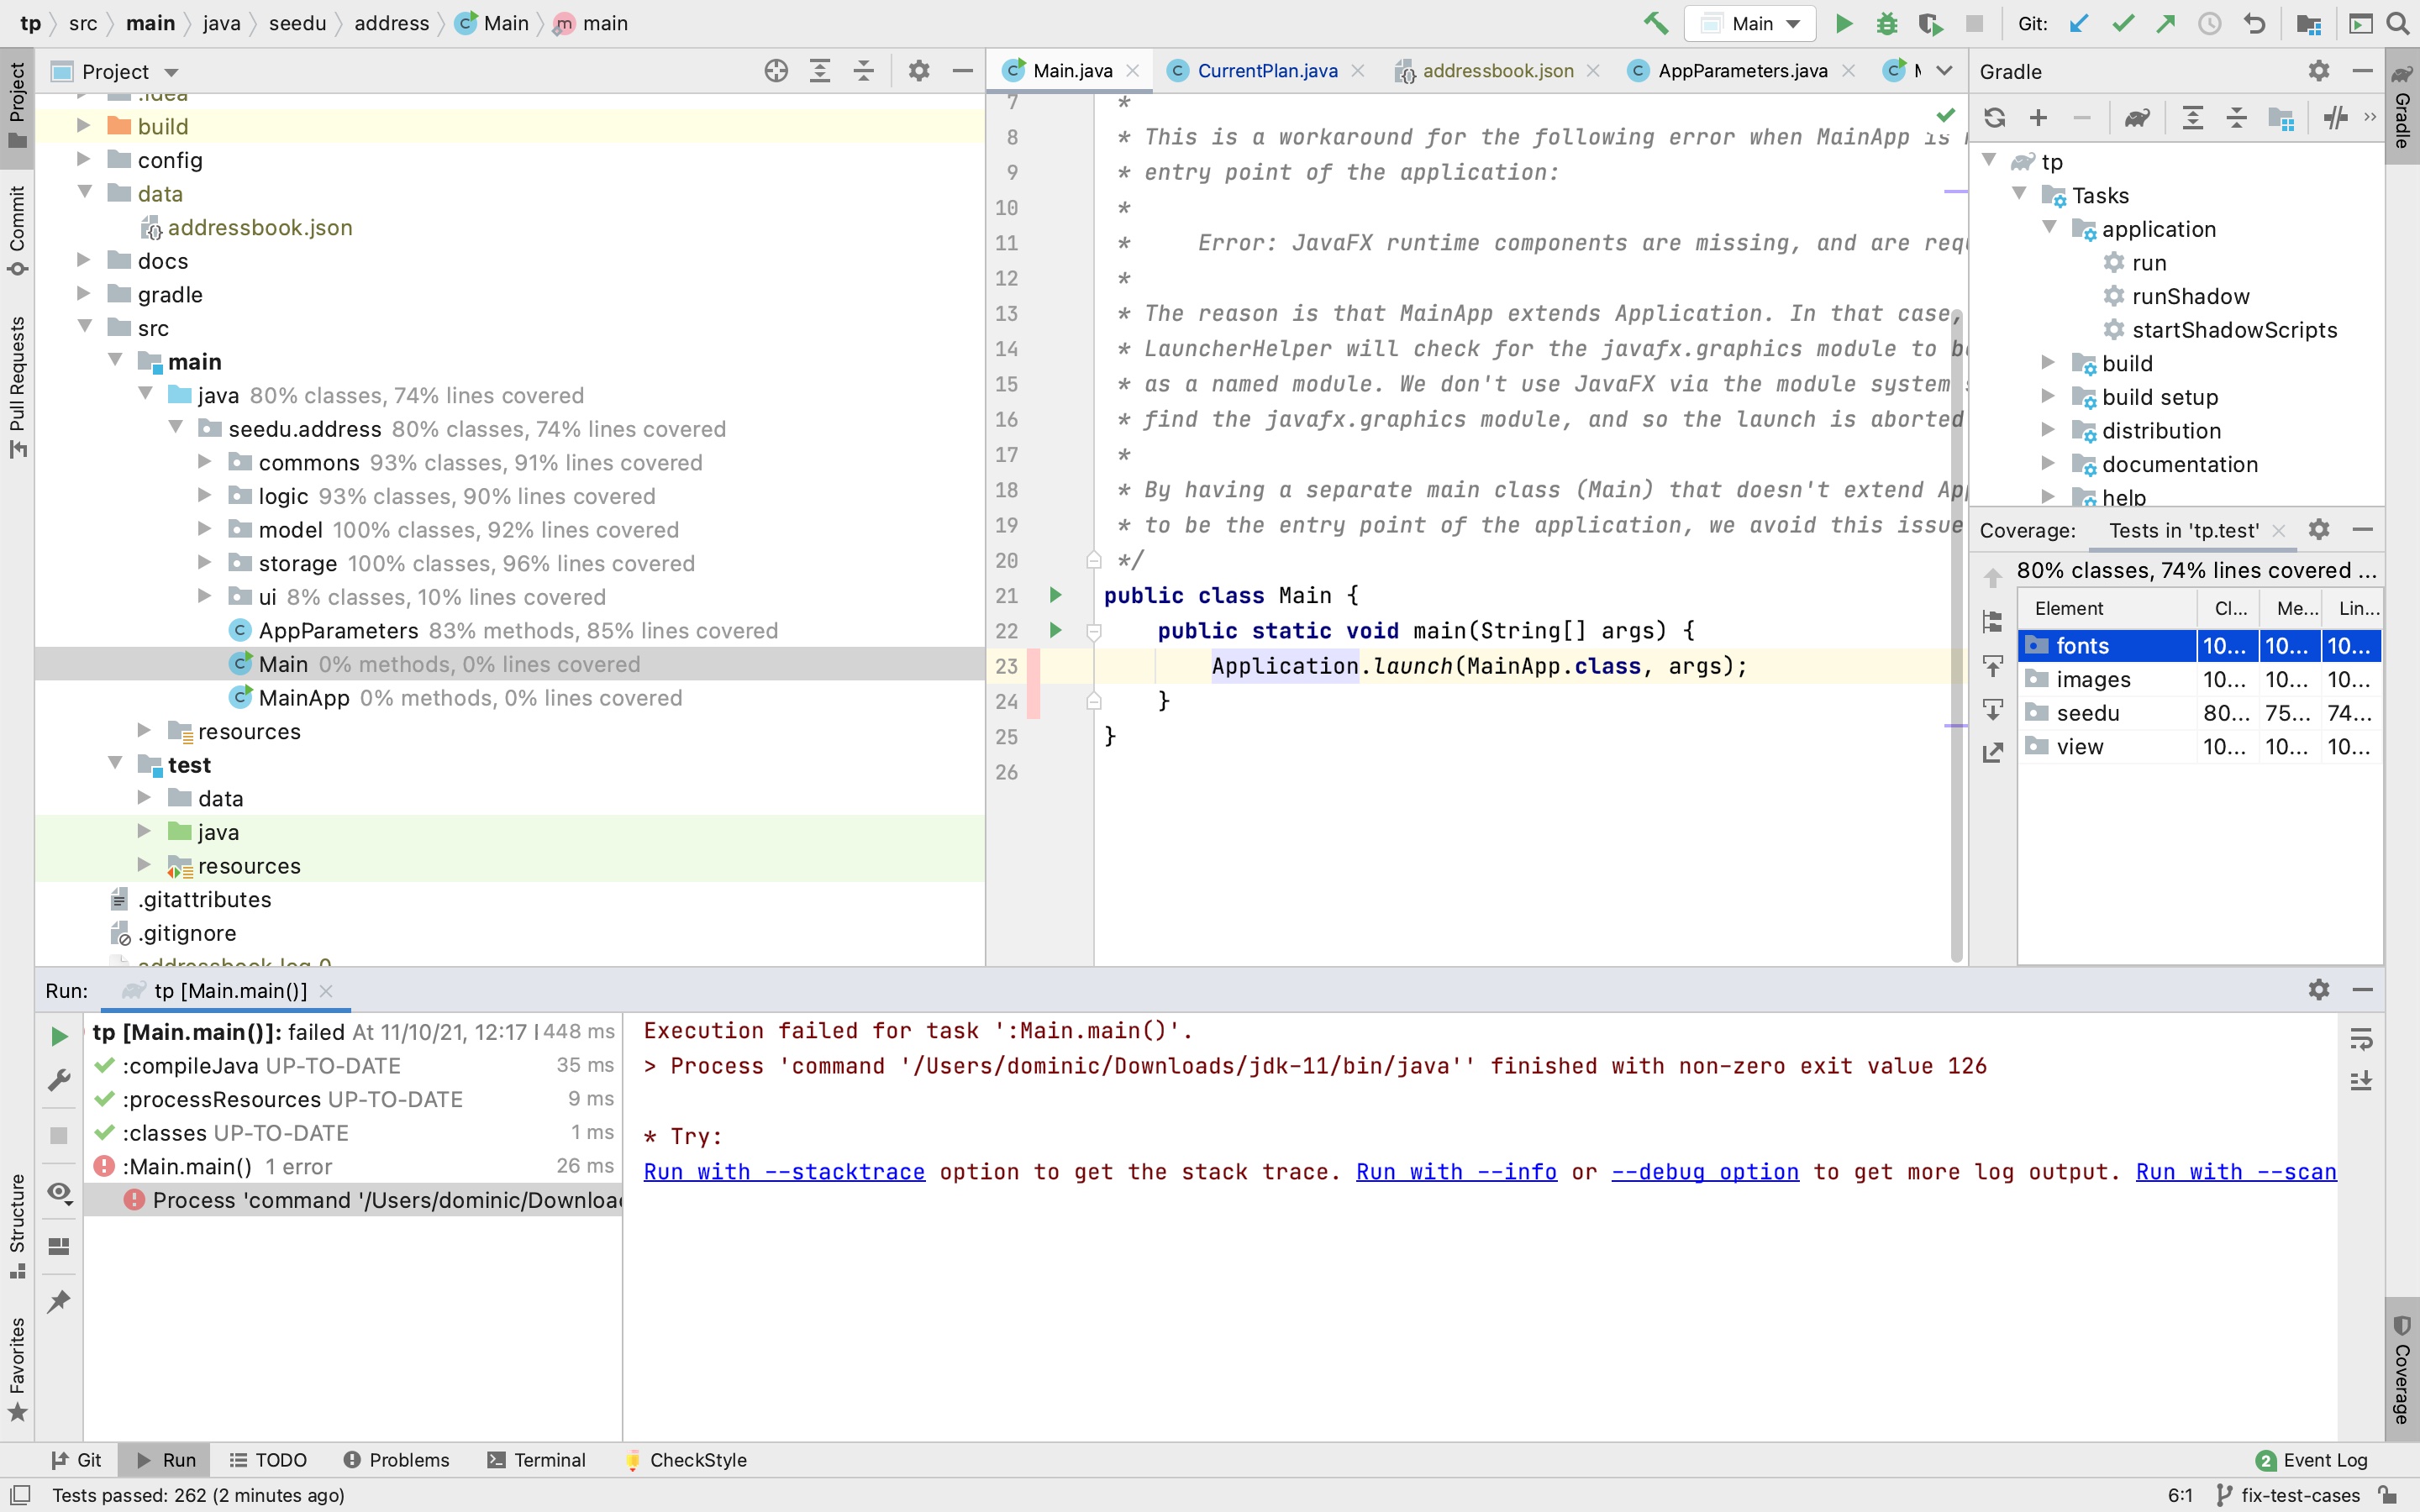 tp src main java seedu address Main main
Main
Git:
Project
Main.java CurrentPlan.java addressbook.json AppParameters.java
Gradle
Project
Commit
Pull Requests
Structure
Favorites
.idea
build
config
data
addressbook.json
docs
gradle
src
main
java 80% classes, 74% lines covered
seedu.address 80% classes, 74% lines covered
commons 93% classes, 91% lines covered
logic 93% classes, 90% lines covered
model 100% classes, 92% lines covered
storage 100% classes, 96% lines covered
ui 8% classes, 10% lines covered
AppParameters 83% methods, 85% lines covered
Main 0% methods, 0% lines covered
MainApp 0% methods, 0% lines covered
resources
test
data
java
resources
.gitattributes
.gitignore
addressbook.log.0
7 *
8 * This is a workaround for the following error when MainApp is
9 * entry point of the application:
10 *
11 * Error: JavaFX runtime components are missing, and are requ
12 *
13 * The reason is that MainApp extends Application. In that case,
14 * LauncherHelper will check for the javafx.graphics module to be
15 * as a named module. We don't use JavaFX via the module system
16 * find the javafx.graphics module, and so the launch is aborted
17 *
18 * By having a separate main class (Main) that doesn't extend App
19 * to be the entry point of the application, we avoid this issue
20 */
21 public class Main {
22 public static void main(String[] args) {
23 Application.launch(MainApp.class, args);
24 }
25 }
26
tp
Tasks
application
run
runShadow
startShadowScripts
build
build setup
distribution
documentation
help
Coverage: Tests in 'tp.test'
80% classes, 74% lines covered ...
Element Cl... Me... Lin...
fonts 10... 10... 10...
images 10... 10... 10...
seedu 80... 75... 74...
view 10... 10... 10...
Gradle
Coverage
Run: tp [Main.main()]
tp [Main.main()]: failed At 11/10/21, 12:17 448 ms
:compileJava UP-TO-DATE 35 ms
:processResources UP-TO-DATE 9 ms
:classes UP-TO-DATE 1 ms
:Main.main() 1 error 26 ms
Process 'command '/Users/dominic/Downloa
Execution failed for task ':Main.main()'.
> Process 'command '/Users/dominic/Downloads/jdk-11/bin/java'' finished with non-zero exit value 126
* Try:
Run with --stacktrace option to get the stack trace. Run with --info or --debug option to get more log output. Run with --scan
Git Run TODO Problems Terminal CheckStyle 2 Event Log
Tests passed: 262 (2 minutes ago) 6:1 fix-test-cases